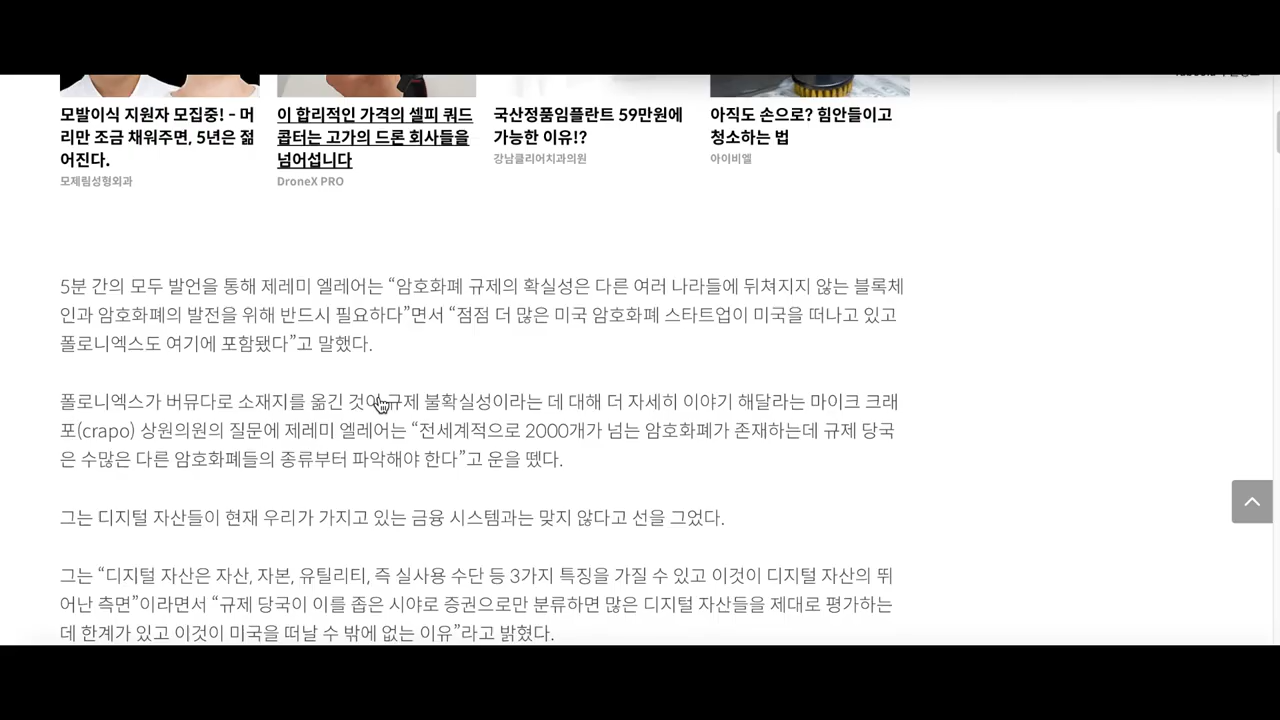 모발이식 지원자 모집중! - 머
리만 조금 채워주면, 5년은 젊
어진다.
모제림성형외과
이 합리적인 가격의 셀피 쿼드
콥터는 고가의 드론 회사들을
넘어섭니다
DroneX PRO
국산정품임플란트 59만원에
가능한 이유!?
강남클리어치과의원
아직도 손으로? 힘안들이고
청소하는 법
아이비엘
5분 간의 모두 발언을 통해 제레미 엘레어는 “암호화폐 규제의 확실성은 다른 여러 나라들에 뒤쳐지지 않는 블록체
인과 암호화폐의 발전을 위해 반드시 필요하다”면서 “점점 더 많은 미국 암호화폐 스타트업이 미국을 떠나고 있고
폴로니엑스도 여기에 포함됐다”고 말했다.
폴로니엑스가 버뮤다로 소재지를 옮긴 것이 규제 불확실성이라는 데 대해 더 자세히 이야기 해달라는 마이크 크래
포(crapo) 상원의원의 질문에 제레미 엘레어는 “전세계적으로 2000개가 넘는 암호화폐가 존재하는데 규제 당국
은 수많은 다른 암호화폐들의 종류부터 파악해야 한다”고 운을 뗐다.
그는 디지털 자산들이 현재 우리가 가지고 있는 금융 시스템과는 맞지 않다고 선을 그었다.
그는 “디지털 자산은 자산, 자본, 유틸리티, 즉 실사용 수단 등 3가지 특징을 가질 수 있고 이것이 디지털 자산의 뛰
어난 측면”이라면서 “규제 당국이 이를 좁은 시야로 증권으로만 분류하면 많은 디지털 자산들을 제대로 평가하는
데 한계가 있고 이것이 미국을 떠날 수 밖에 없는 이유”라고 밝혔다.